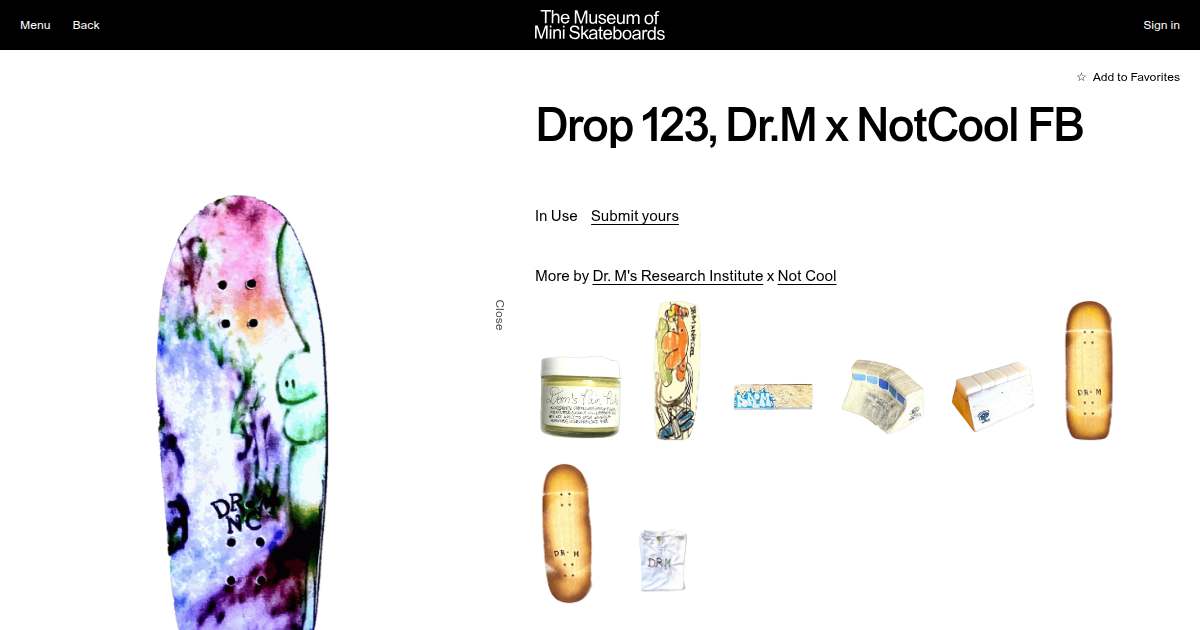 Menu
Back
The Museum of
Mini Skateboards
Sign in
☆ Add to Favorites
Drop 123, Dr.M x NotCool FB
In Use Submit yours
More by Dr. M's Research Institute x Not Cool
Close
DR.M
NC
DR·M
DR·M
DRM